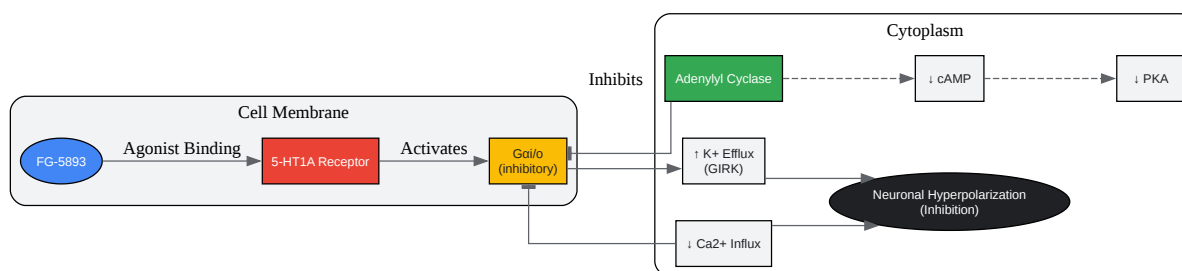 Cytoplasm
Inhibits
Adenylyl Cyclase
↓ cAMP
↓ PKA
Cell Membrane
FG-5893
Agonist Binding
5-HT1A Receptor
Activates
Gαi/o
(inhibitory)
↑ K+ Efflux
(GIRK)
Neuronal Hyperpolarization
(Inhibition)
↓ Ca2+ Influx